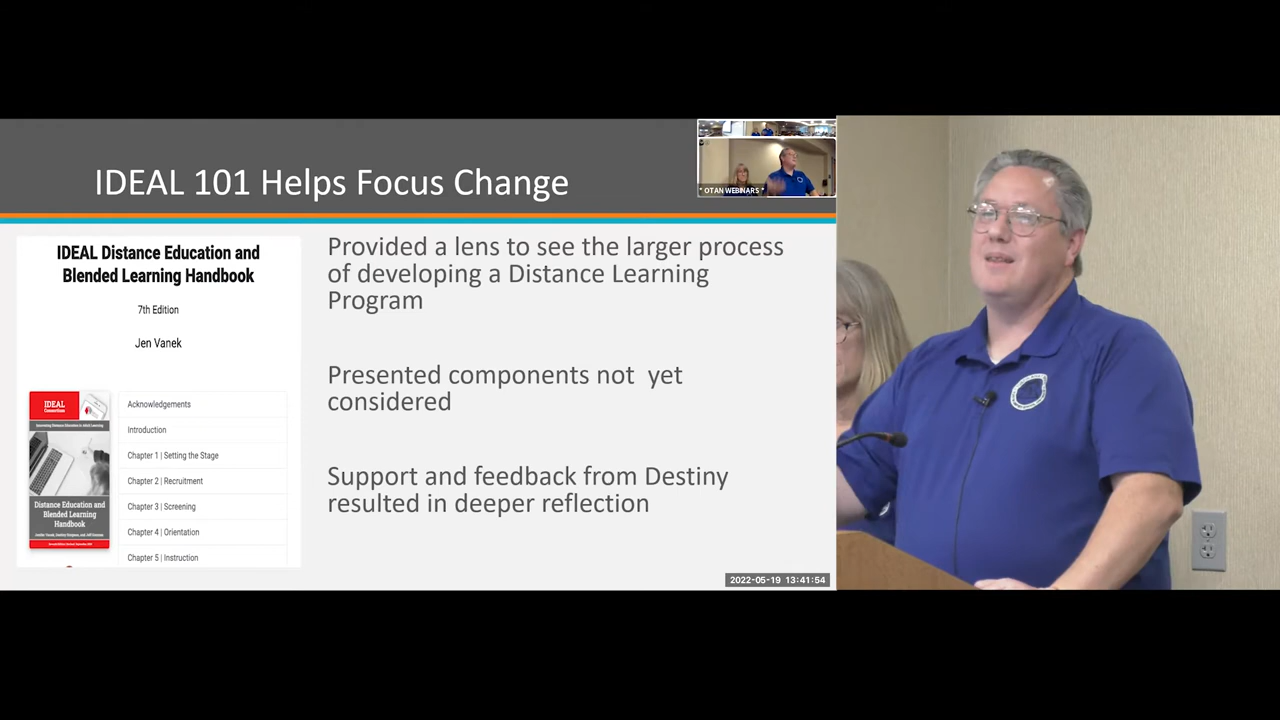 IDEAL 101 Helps Focus Change
* OTAN WEBINARS *
IDEAL Distance Education and
Blended Learning Handbook
7th Edition
Jen Vanek
IDEAL
Distance Education and
Blended Learning
Handbook
Acknowledgements
Introduction
Chapter 1 | Setting the Stage
Chapter 2 | Recruitment
Chapter 3 | Screening
Chapter 4 | Orientation
Chapter 5 | Instruction
Provided a lens to see the larger process
of developing a Distance Learning
Program
Presented components not  yet
considered
Support and feedback from Destiny
resulted in deeper reflection
2022-05-19 13:41:54